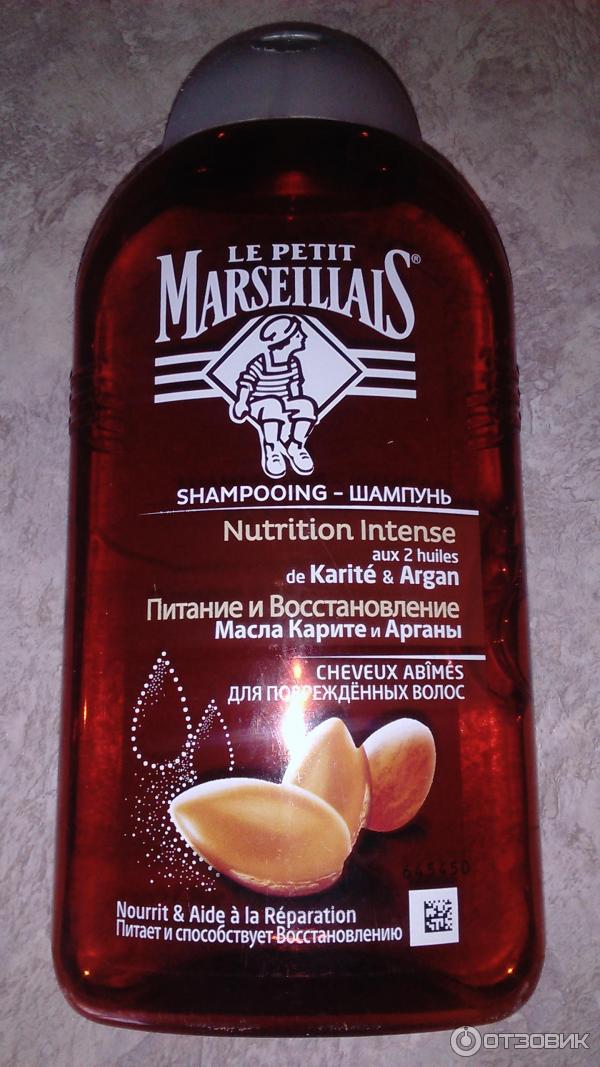 LE PETIT
MARSEILLAIS®
SHAMPOOING - ШАМПУНЬ
Nutrition Intense
aux 2 huiles
de Karité & Argan
Питание и Восстановление
Масла Карите и Арганы
CHEVEUX ABÎMÉS
ДЛЯ ПОВРЕЖДЁННЫХ ВОЛОС
645450
Nourrit & Aide à la Réparation
Питает и способствует Восстановлению
ОТЗОВИК